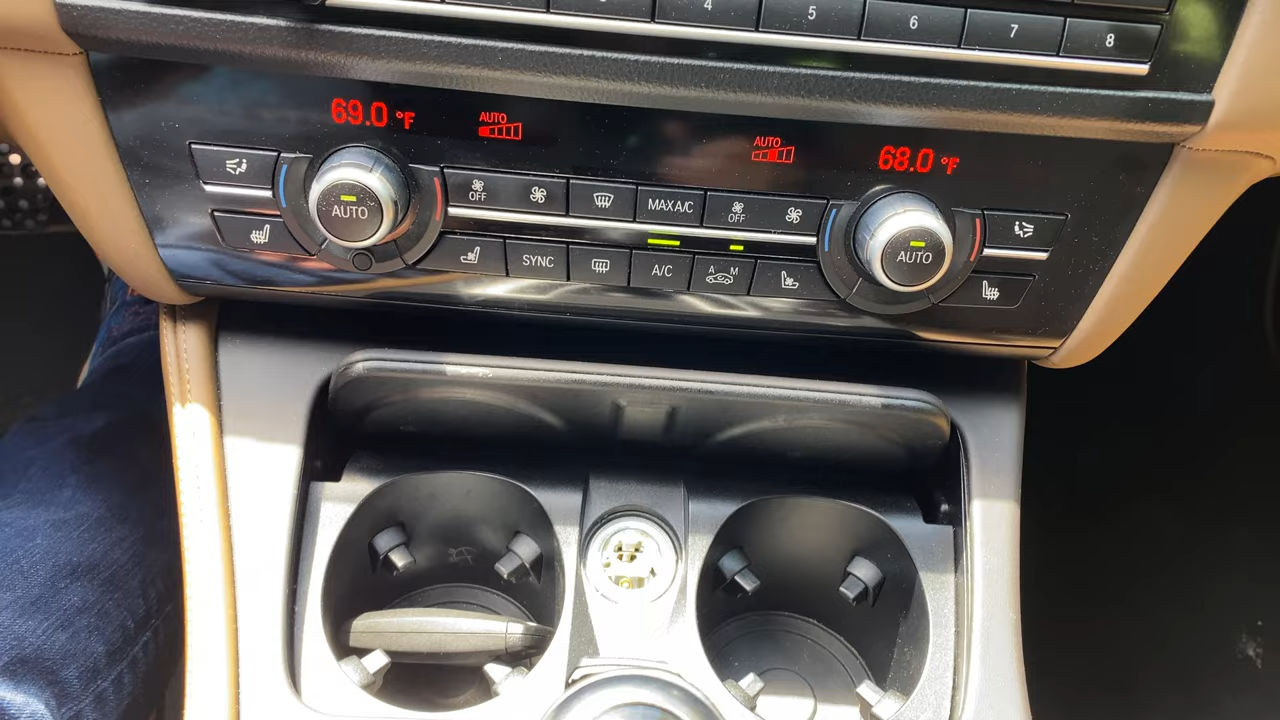 4 5 6 7 8
69.0 °F AUTO AUTO 68.0 °F
OFF MAX A/C OFF
AUTO AUTO
SYNC A/C A M